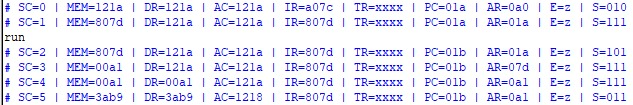 # SC=0 | MEM=121a | DR=121a | AC=121a | IR=a07c | TR=xxxx | PC=01a | AR=0a0 | E=z | S=010
# SC=1 | MEM=807d | DR=121a | AC=121a | IR=807d | TR=xxxx | PC=01a | AR=01a | E=z | S=111
run
# SC=2 | MEM=807d | DR=121a | AC=121a | IR=807d | TR=xxxx | PC=01b | AR=01a | E=z | S=101
# SC=3 | MEM=00a1 | DR=121a | AC=121a | IR=807d | TR=xxxx | PC=01b | AR=07d | E=z | S=111
# SC=4 | MEM=00a1 | DR=00a1 | AC=121a | IR=807d | TR=xxxx | PC=01b | AR=0a1 | E=z | S=111
# SC=5 | MEM=3ab9 | DR=3ab9 | AC=1218 | IR=807d | TR=xxxx | PC=01b | AR=0a1 | E=z | S=011